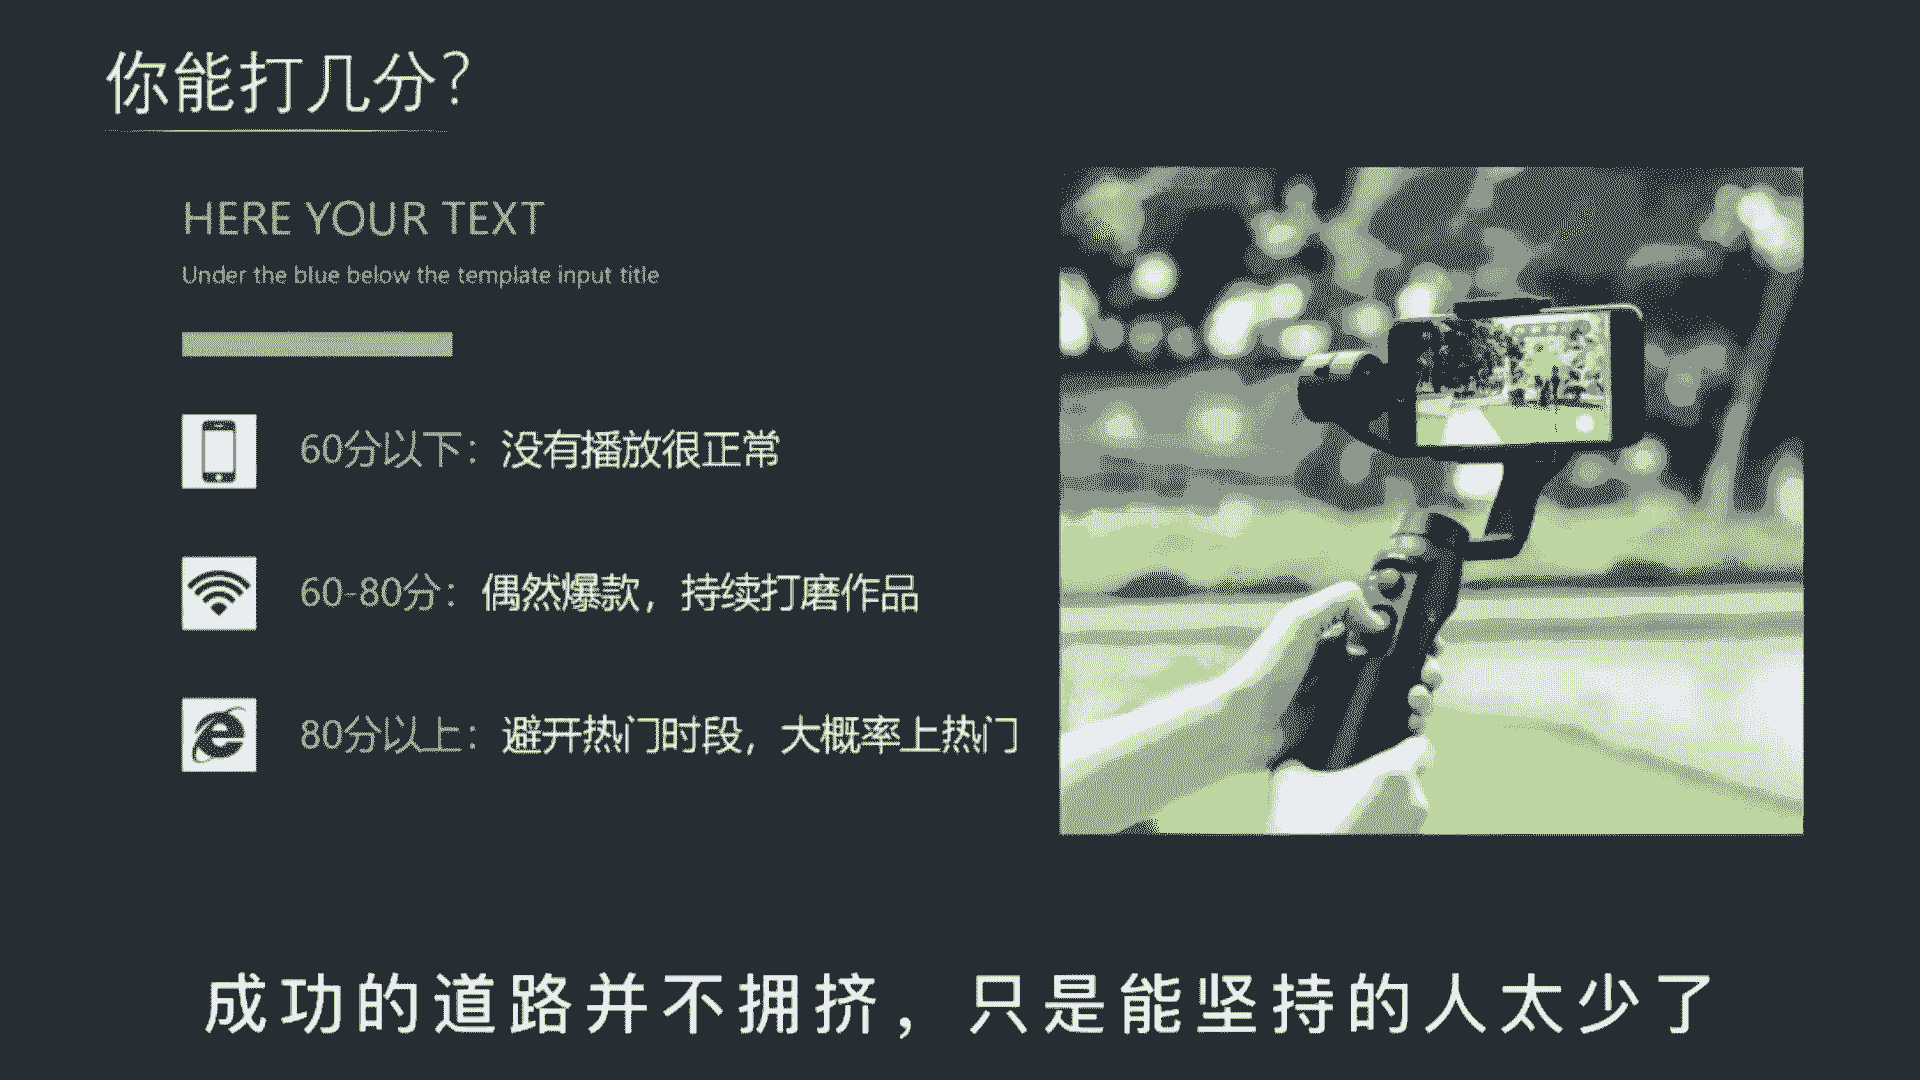 你能打几分？
HERE YOUR TEXT
Under the blue below the template input title
60分以下：没有播放很正常
60-80分：偶然爆款，持续打磨作品
80分以上：避开热门时段，大概率上热门
成功的道路并不拥挤，只是能坚持的人太少了